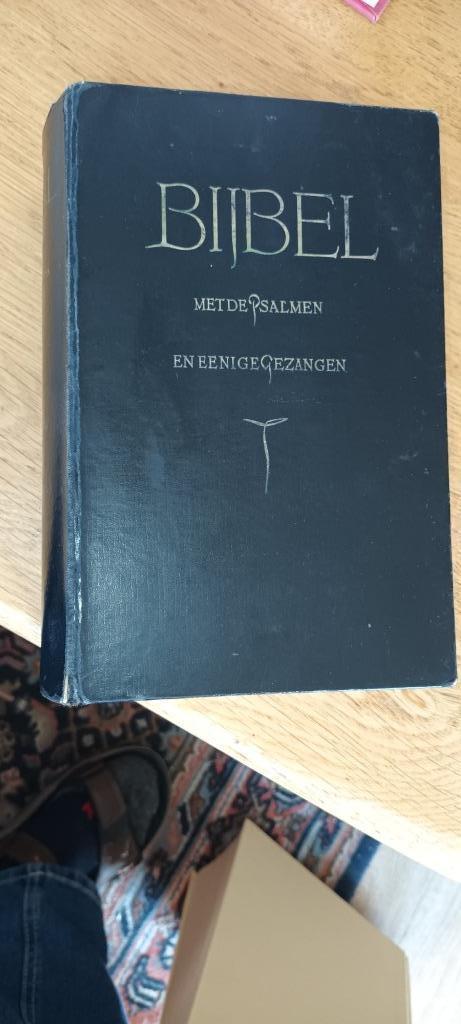 BIJBEL
MET DE PSALMEN
EN EENIGE GEZANGEN